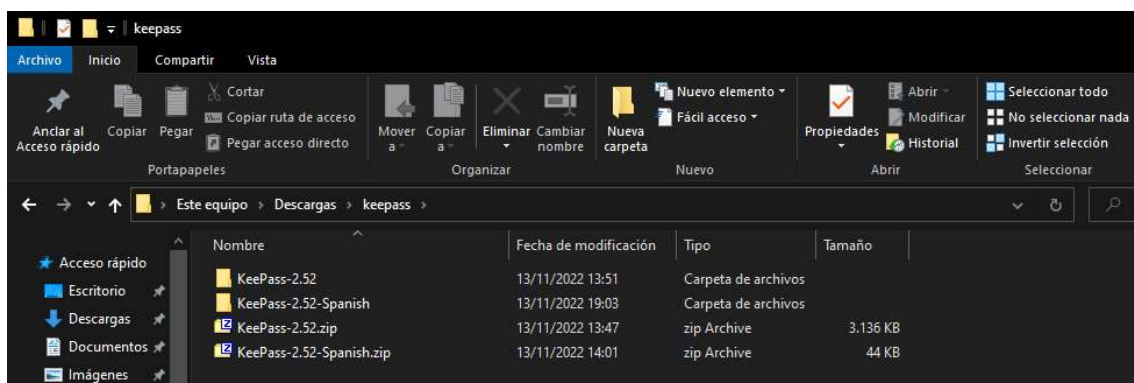 keepass
Archivo Inicio Compartir Vista
Anclar al Acceso rápido
Copiar
Pegar
Cortar
Copiar ruta de acceso
Pegar acceso directo
Portapapeles
Mover a
Copiar a
Eliminar
Cambiar nombre
Organizar
Nueva carpeta
Nuevo elemento
Fácil acceso
Nuevo
Propiedades
Abrir
Modificar
Historial
Abrir
Seleccionar todo
No seleccionar nada
Invertir selección
Seleccionar
Este equipo > Descargas > keepass >
Acceso rápido
Escritorio
Descargas
Documentos
Imágenes
Nombre Fecha de modificación Tipo Tamaño
KeePass-2.52 13/11/2022 13:51 Carpeta de archivos
KeePass-2.52-Spanish 13/11/2022 19:03 Carpeta de archivos
KeePass-2.52.zip 13/11/2022 13:47 zip Archive 3.136 KB
KeePass-2.52-Spanish.zip 13/11/2022 14:01 zip Archive 44 KB